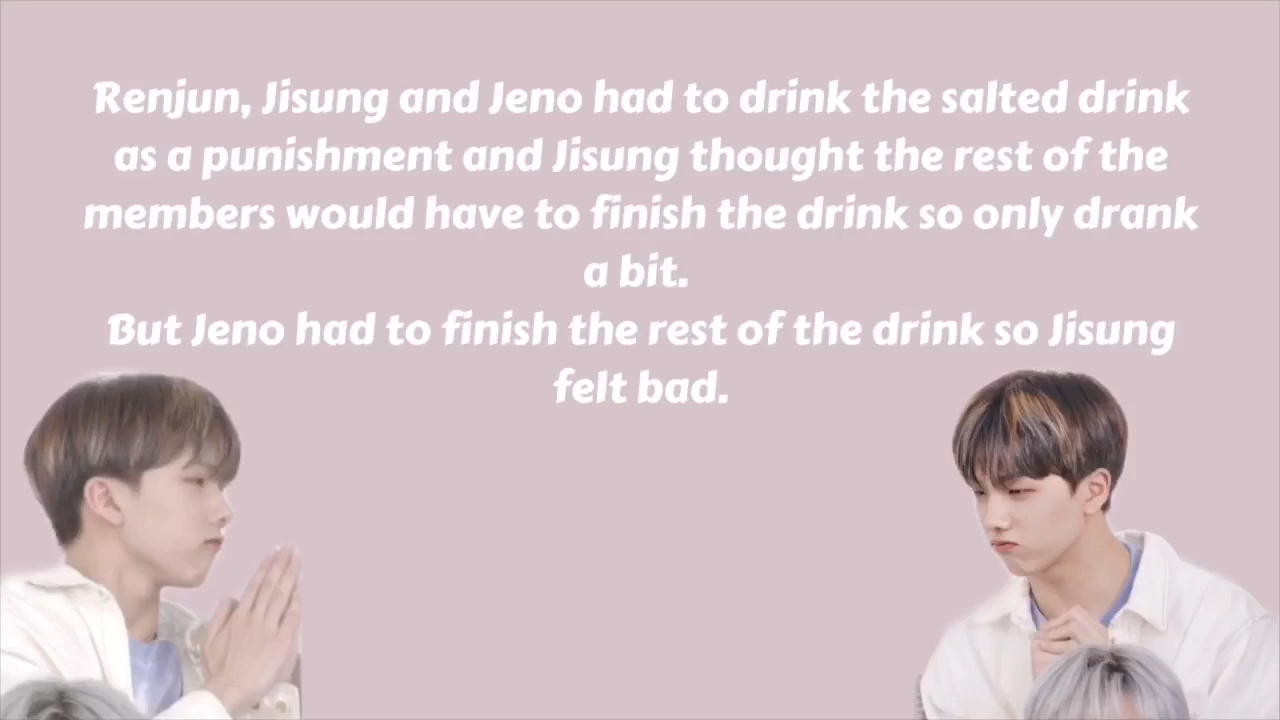 Renjun, Jisung and Jeno had to drink the salted drink
as a punishment and Jisung thought the rest of the
members would have to finish the drink so only drank
a bit.
But Jeno had to finish the rest of the drink so Jisung
felt bad.